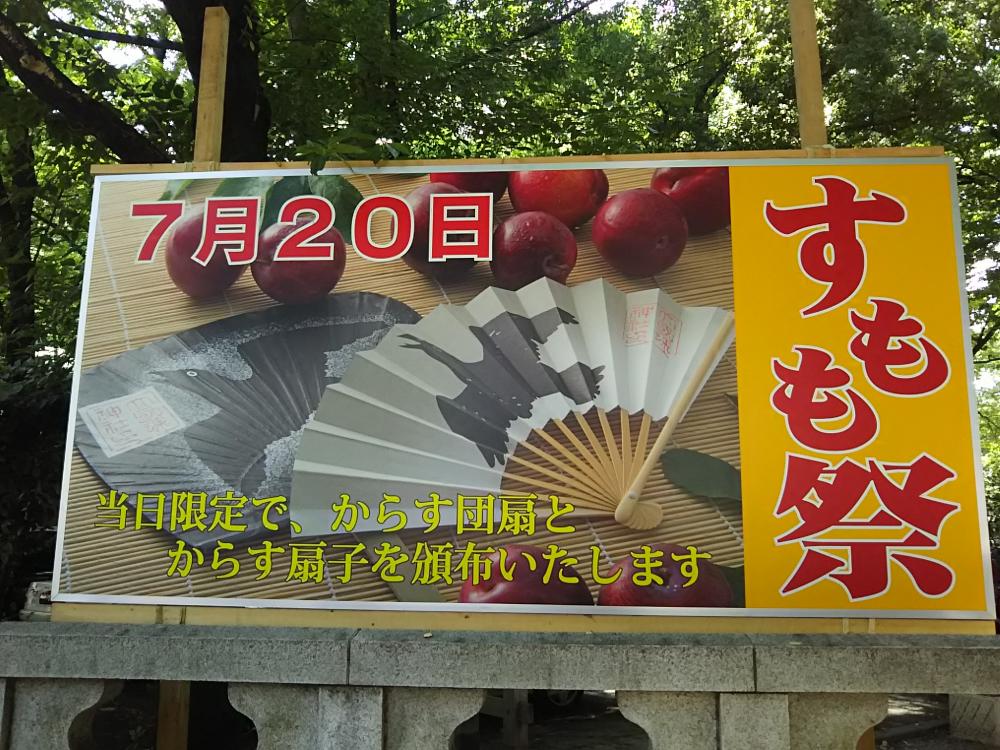 7月20日
すもも祭
当日限定で、からす団扇と
からす扇子を頒布いたします